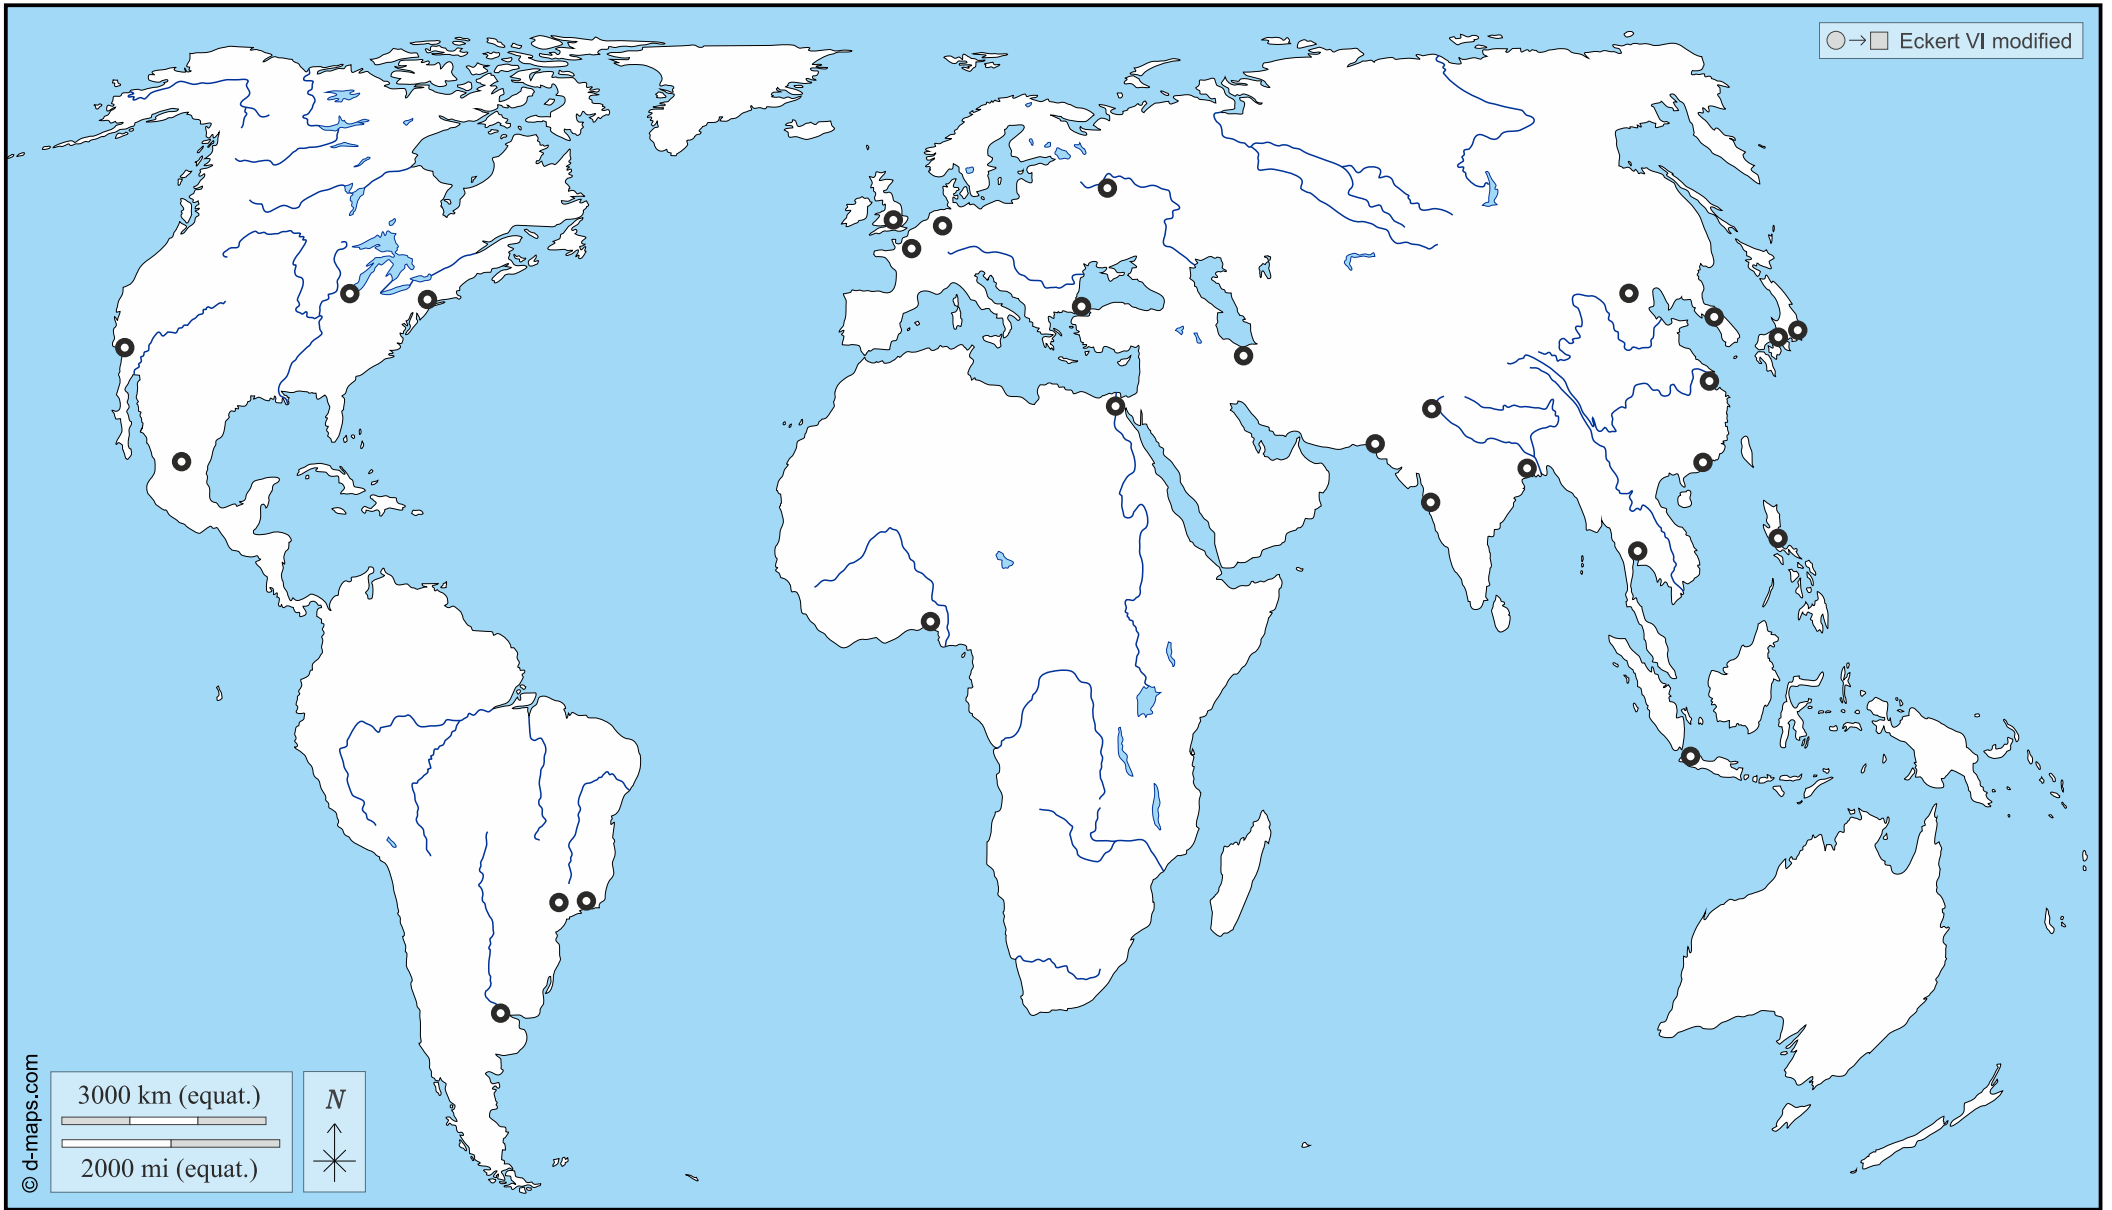 Eckert VI modified
3000 km (equat.)
2000 mi (equat.)
N
© d-maps.com